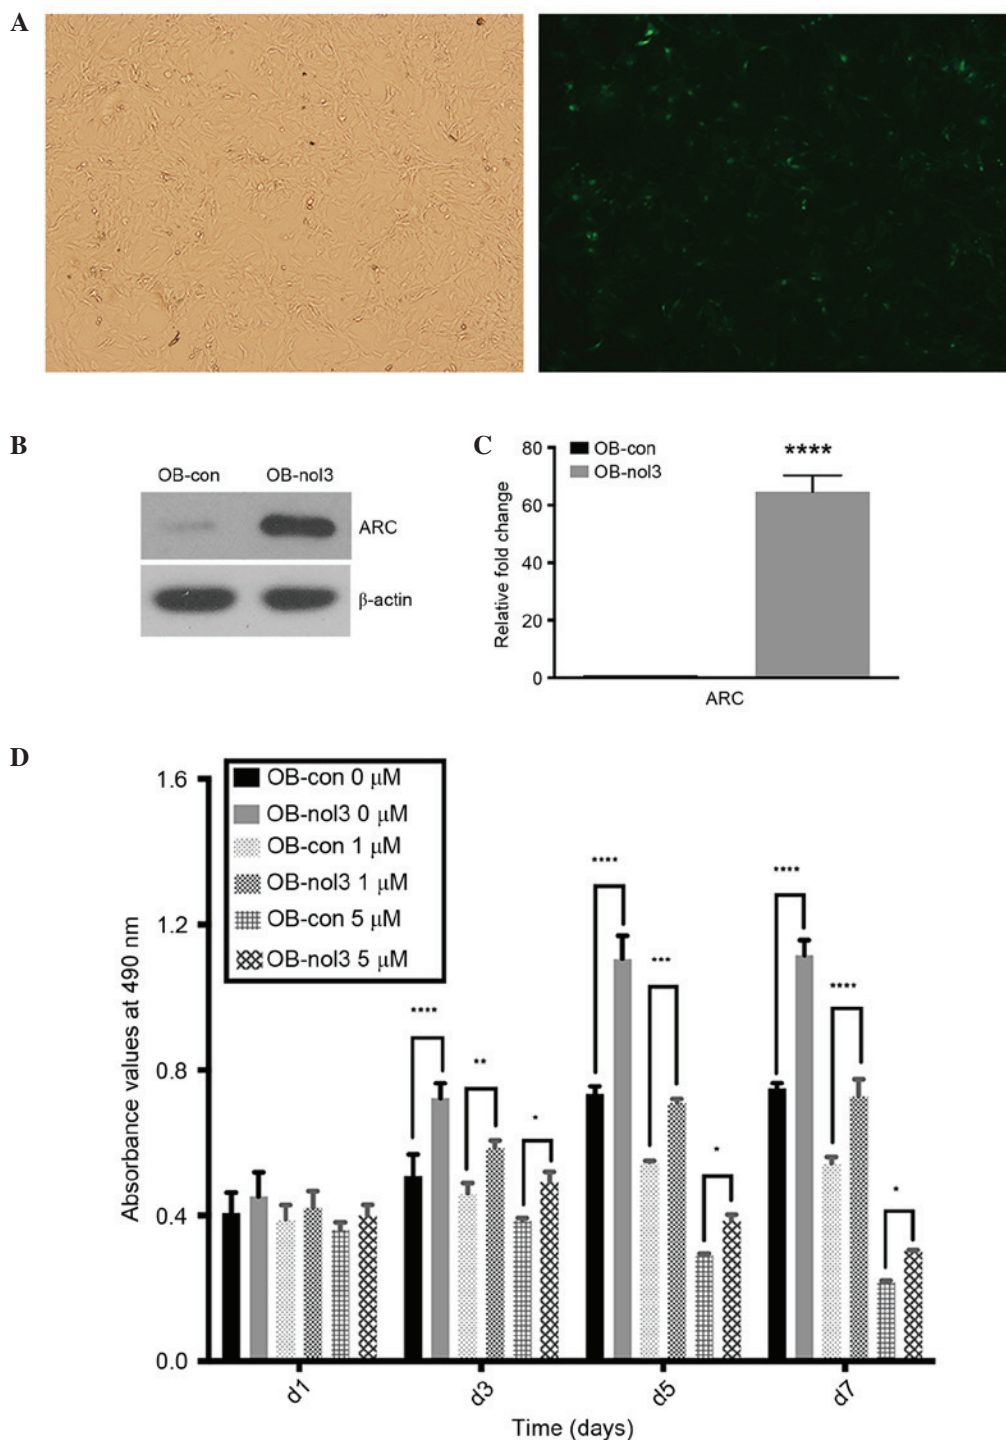 A
B
OB-con OB-nol3
ARC
β-actin
C
OB-con
OB-nol3
****
80
60
40
20
0
Relative fold change
ARC
D
OB-con 0 μM
OB-nol3 0 μM
OB-con 1 μM
OB-nol3 1 μM
OB-con 5 μM
OB-nol3 5 μM
1.6
1.2
0.8
0.4
0.0
Absorbance values at 490 nm
**** ** *
**** *** *
**** **** *
d1 d3 d5 d7
Time (days)